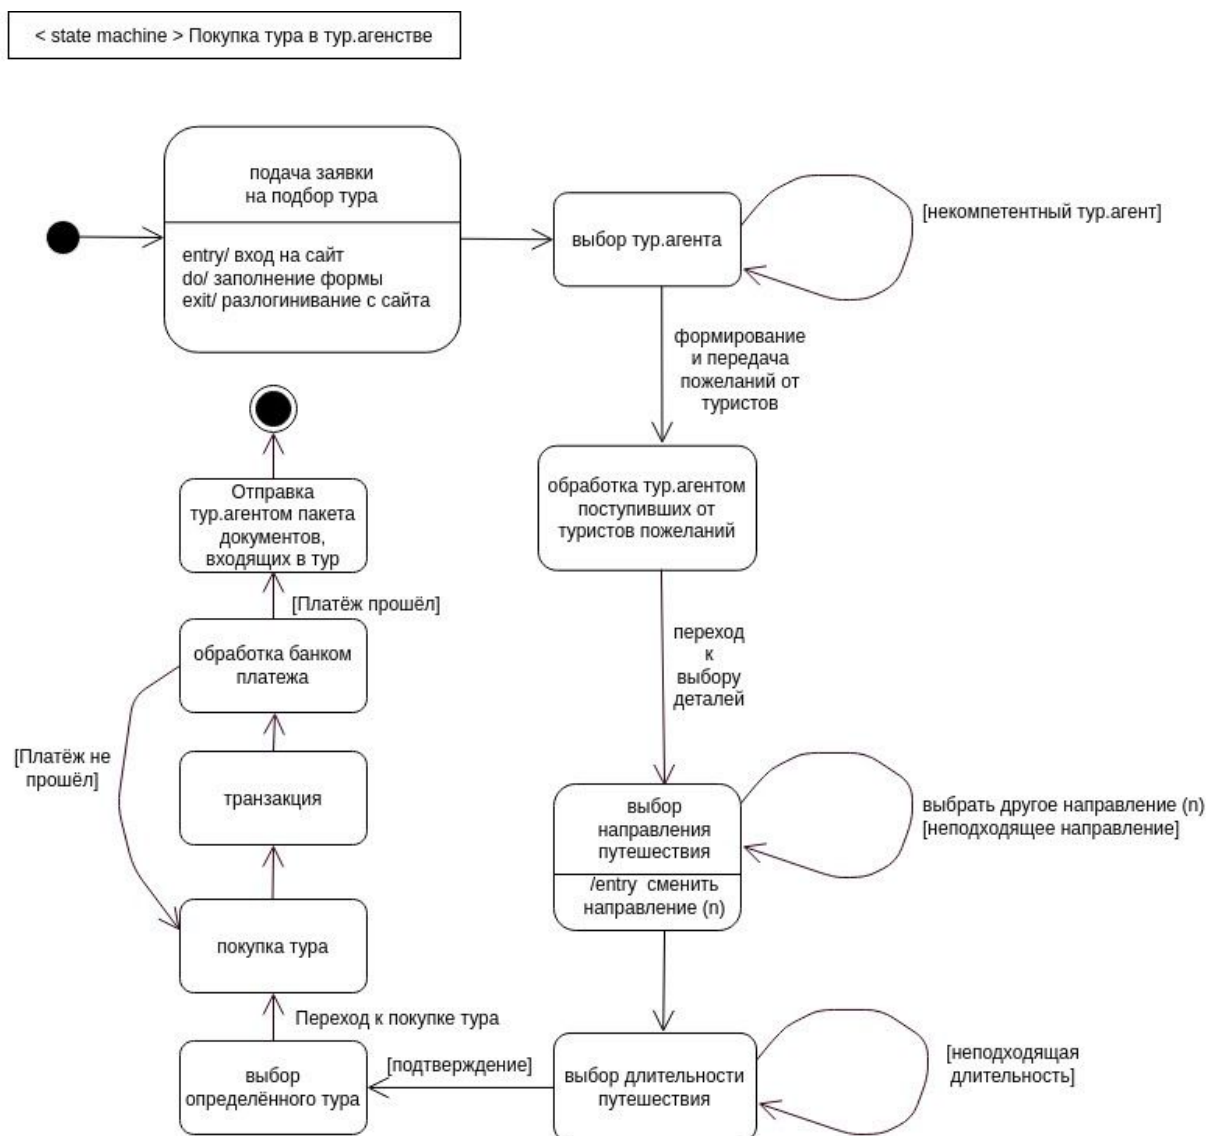 < state machine > Покупка тура в тур.агенстве
подача заявки
на подбор тура
entry/ вход на сайт
do/ заполнение формы
exit/ разлогинивание с сайта
выбор тур.агента
[некомпетентный тур.агент]
формирование
и передача
пожеланий от
туристов
обработка тур.агентом
поступивших от
туристов пожеланий
переход
к
выбору
деталей
выбор
направления
путешествия
/entry сменить
направление (n)
выбрать другое направление (n)
[неподходящее направление]
выбор длительности
путешествия
[неподходящая
длительность]
[подтверждение]
выбор
определённого тура
Переход к покупке тура
покупка тура
транзакция
обработка банком
платежа
[Платёж не
прошёл]
[Платёж прошёл]
Отправка
тур.агентом пакета
документов,
входящих в тур